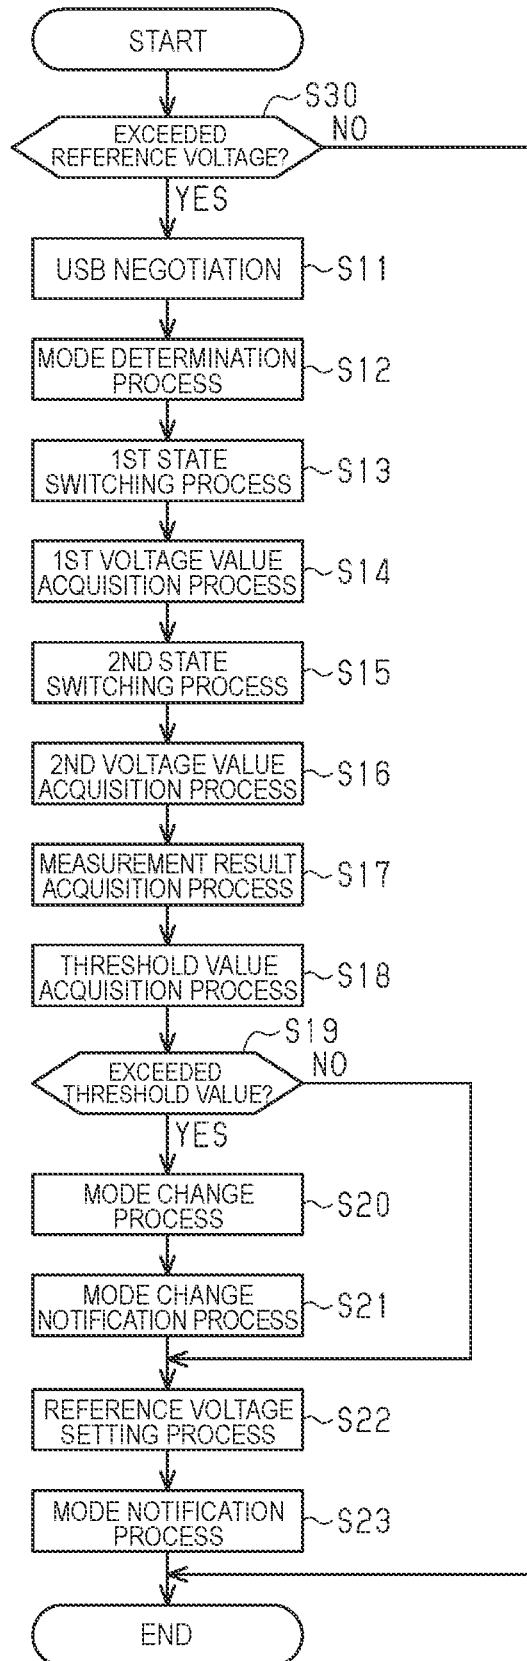 START
S30
EXCEEDED
REFERENCE VOLTAGE?
NO
YES
USB NEGOTIATION
S11
MODE DETERMINATION
PROCESS
S12
1ST STATE
SWITCHING PROCESS
S13
1ST VOLTAGE VALUE
ACQUISITION PROCESS
S14
2ND STATE
SWITCHING PROCESS
S15
2ND VOLTAGE VALUE
ACQUISITION PROCESS
S16
MEASUREMENT RESULT
ACQUISITION PROCESS
S17
THRESHOLD VALUE
ACQUISITION PROCESS
S18
S19
EXCEEDED
THRESHOLD VALUE?
NO
YES
MODE CHANGE
PROCESS
S20
MODE CHANGE
NOTIFICATION PROCESS
S21
REFERENCE VOLTAGE
SETTING PROCESS
S22
MODE NOTIFICATION
PROCESS
S23
END